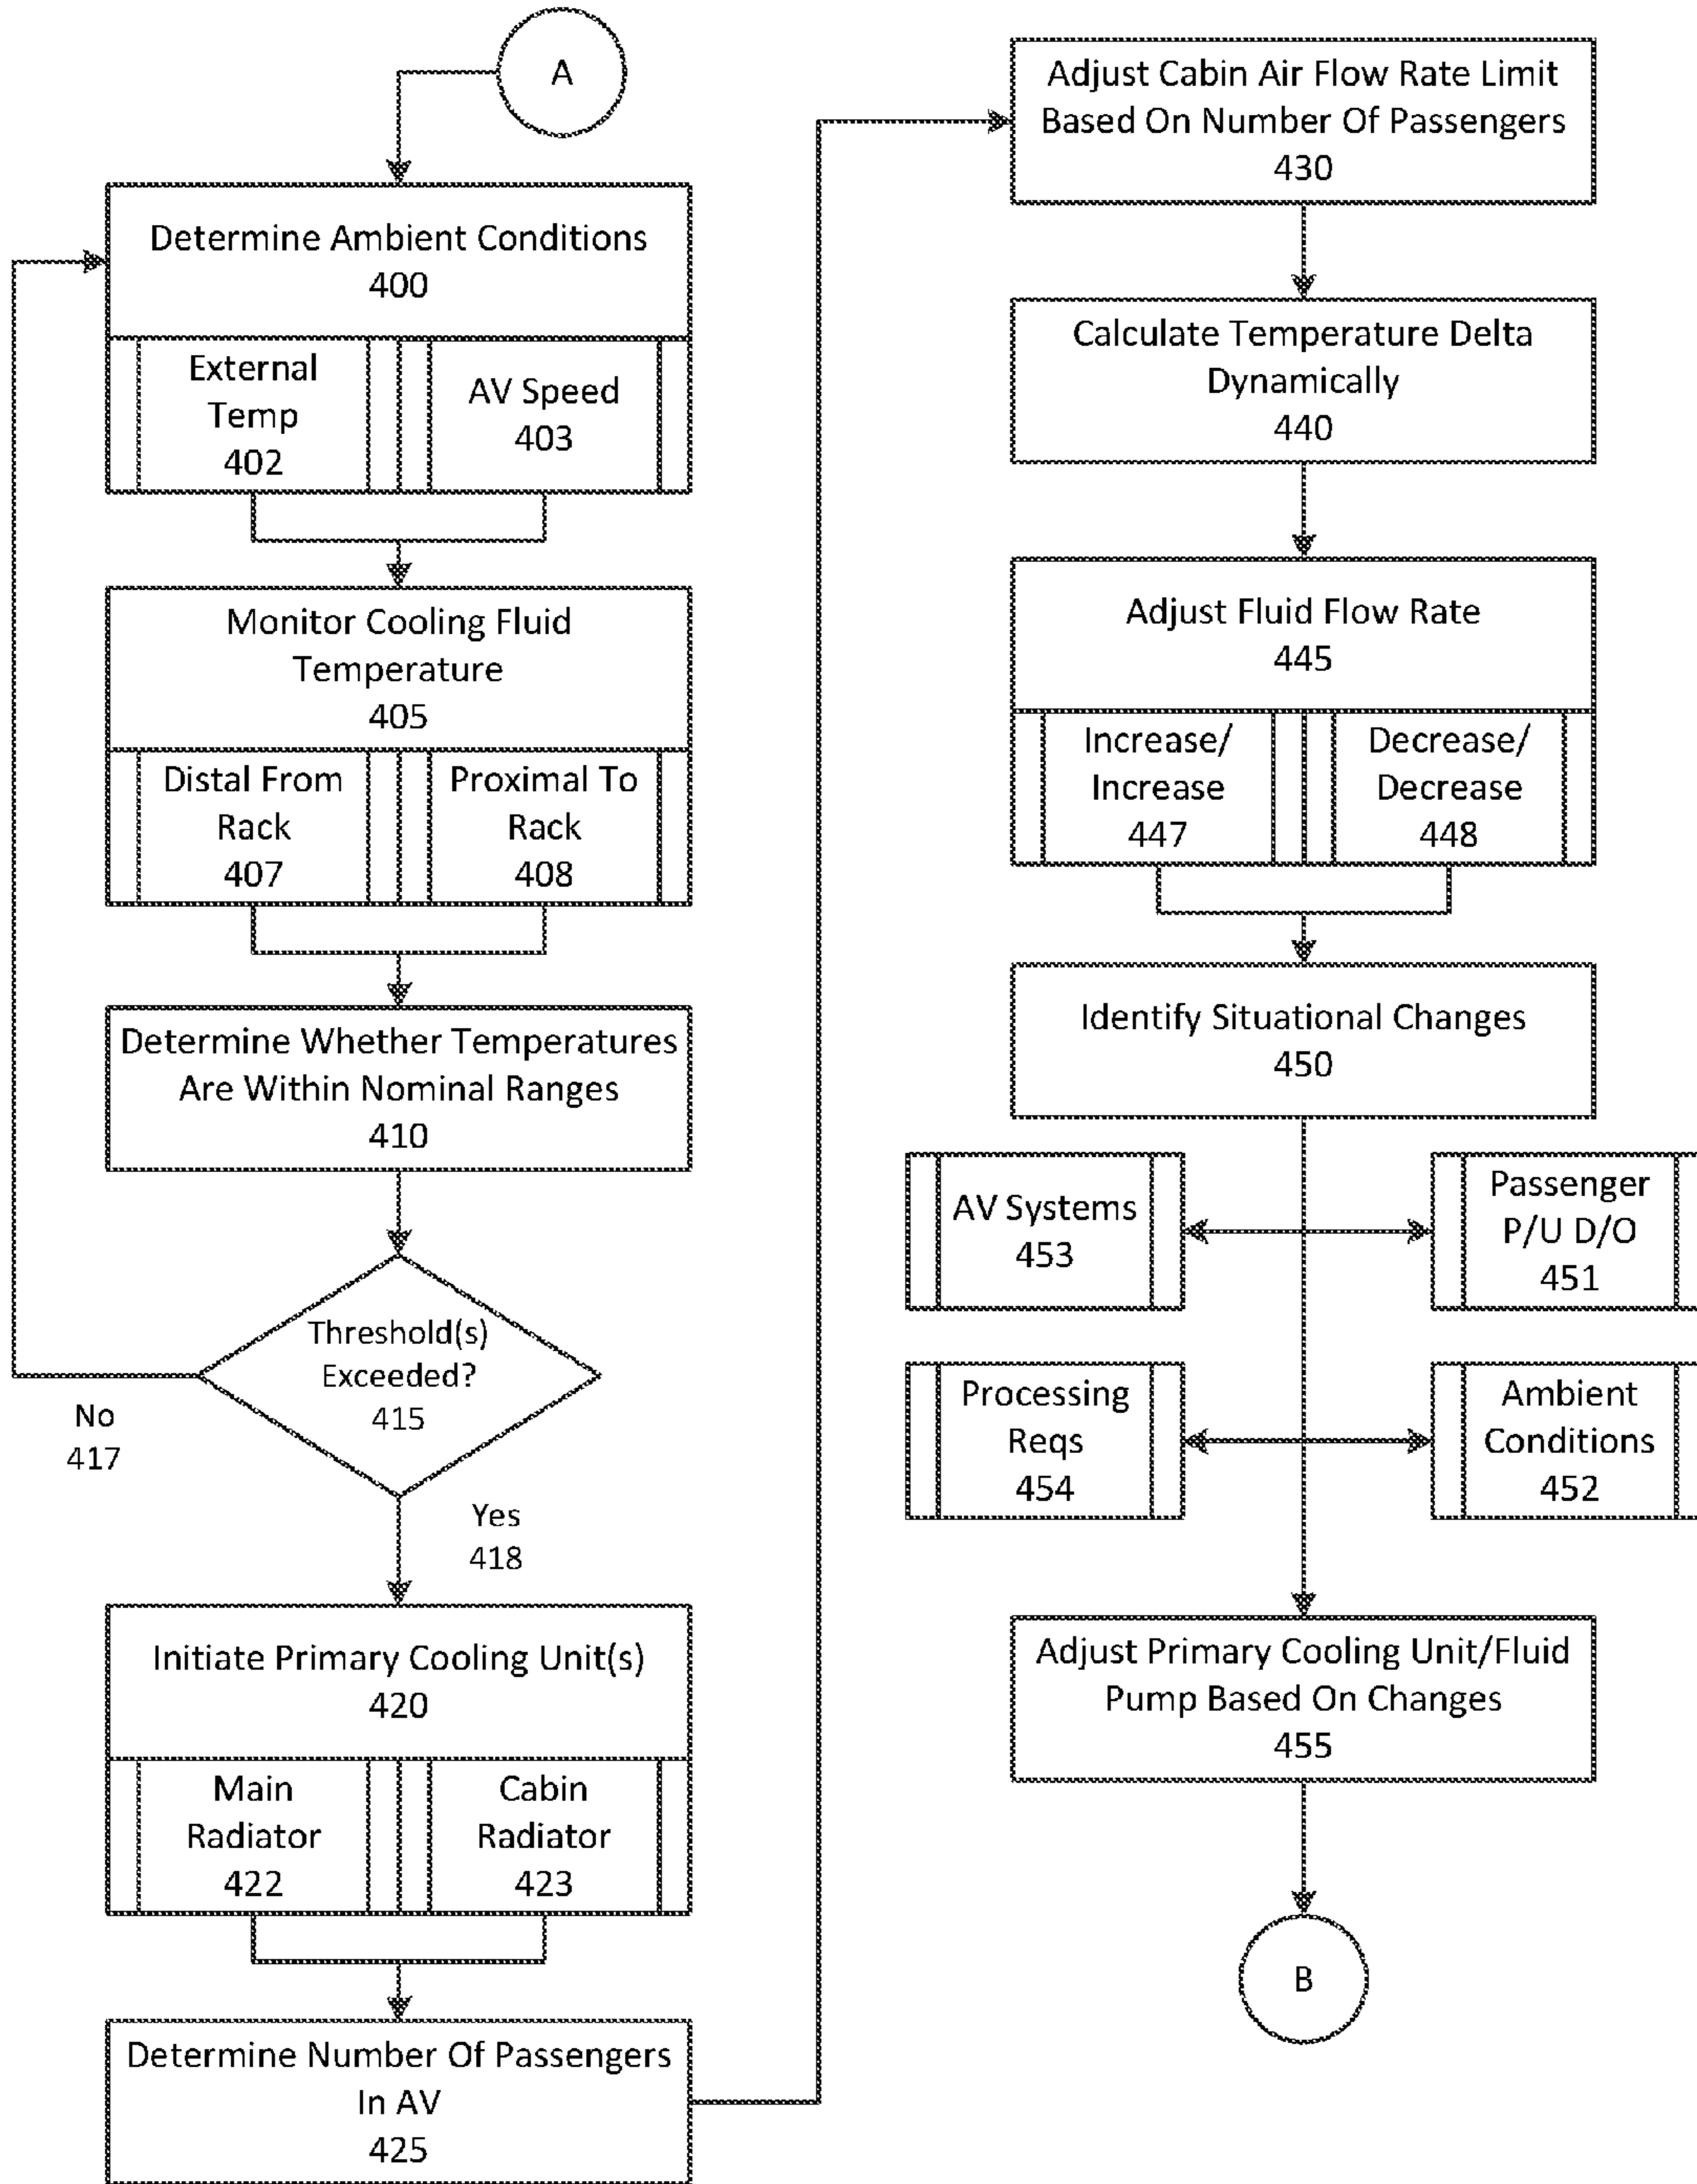 A
Determine Ambient Conditions
400
External
Temp
402
AV Speed
403
Monitor Cooling Fluid
Temperature
405
Distal From
Rack
407
Proximal To
Rack
408
Determine Whether Temperatures
Are Within Nominal Ranges
410
Threshold(s)
Exceeded?
415
No
417
Yes
418
Initiate Primary Cooling Unit(s)
420
Main
Radiator
422
Cabin
Radiator
423
Determine Number Of Passengers
In AV
425
Adjust Cabin Air Flow Rate Limit
Based On Number Of Passengers
430
Calculate Temperature Delta
Dynamically
440
Adjust Fluid Flow Rate
445
Increase/
Increase
447
Decrease/
Decrease
448
Identify Situational Changes
450
AV Systems
453
Passenger
P/U D/O
451
Processing
Reqs
454
Ambient
Conditions
452
Adjust Primary Cooling Unit/Fluid
Pump Based On Changes
455
B